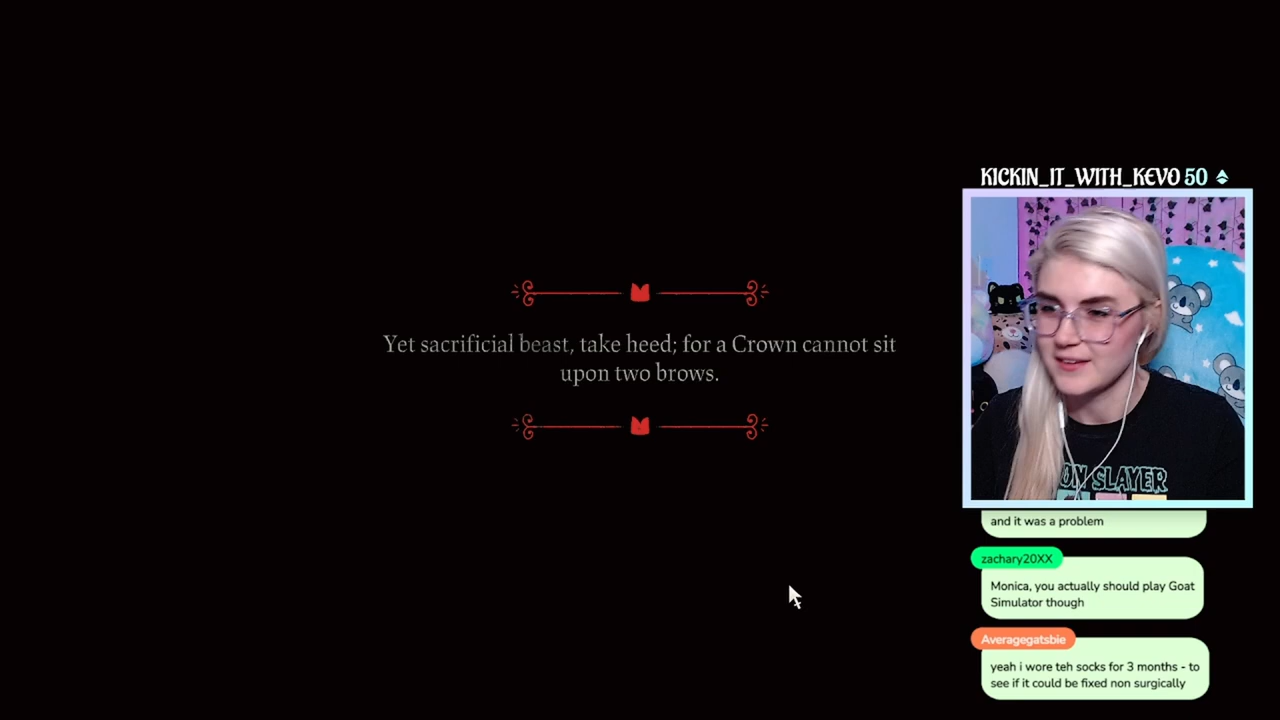 KICKIN_IT_WITH_KEVO 50
Yet sacrificial beast, take heed; for a Crown cannot sit
upon two brows.
ON SLAYER
and it was a problem
zachary20XX
Monica, you actually should play Goat
Simulator though
Averagegatsbie
yeah i wore teh socks for 3 months - to
see if it could be fixed non surgically